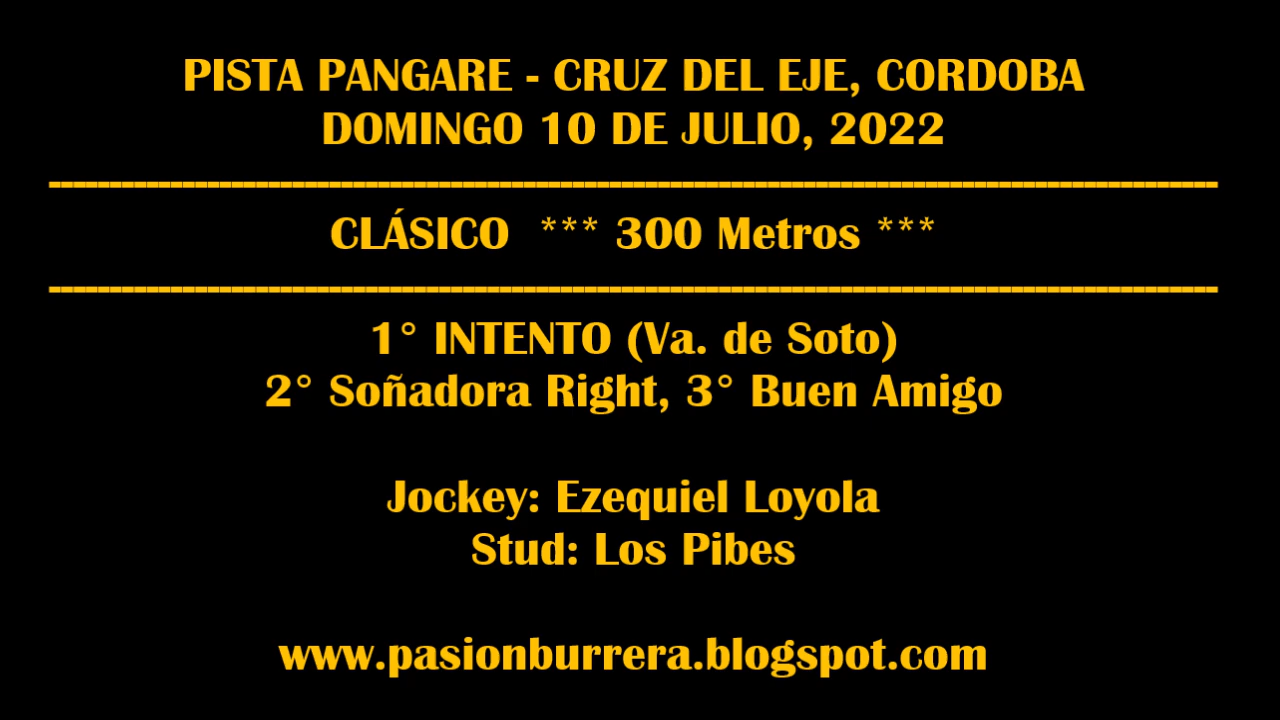 PISTA PANGARE - CRUZ DEL EJE, CORDOBA
DOMINGO 10 DE JULIO, 2022
CLÁSICO *** 300 Metros ***
1° INTENTO (Va. de Soto)
2° Soñadora Right, 3° Buen Amigo
Jockey: Ezequiel Loyola
Stud: Los Pibes
www.pasionburrera.blogspot.com